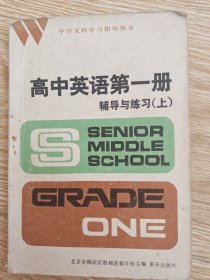 中学文科学习指导丛书
高中英语第一册
辅导与练习(上)
S SENIOR
MIDDLE
SCHOOL
GRADE
ONE
北京市海淀区教师进修学校主编 重庆出版社